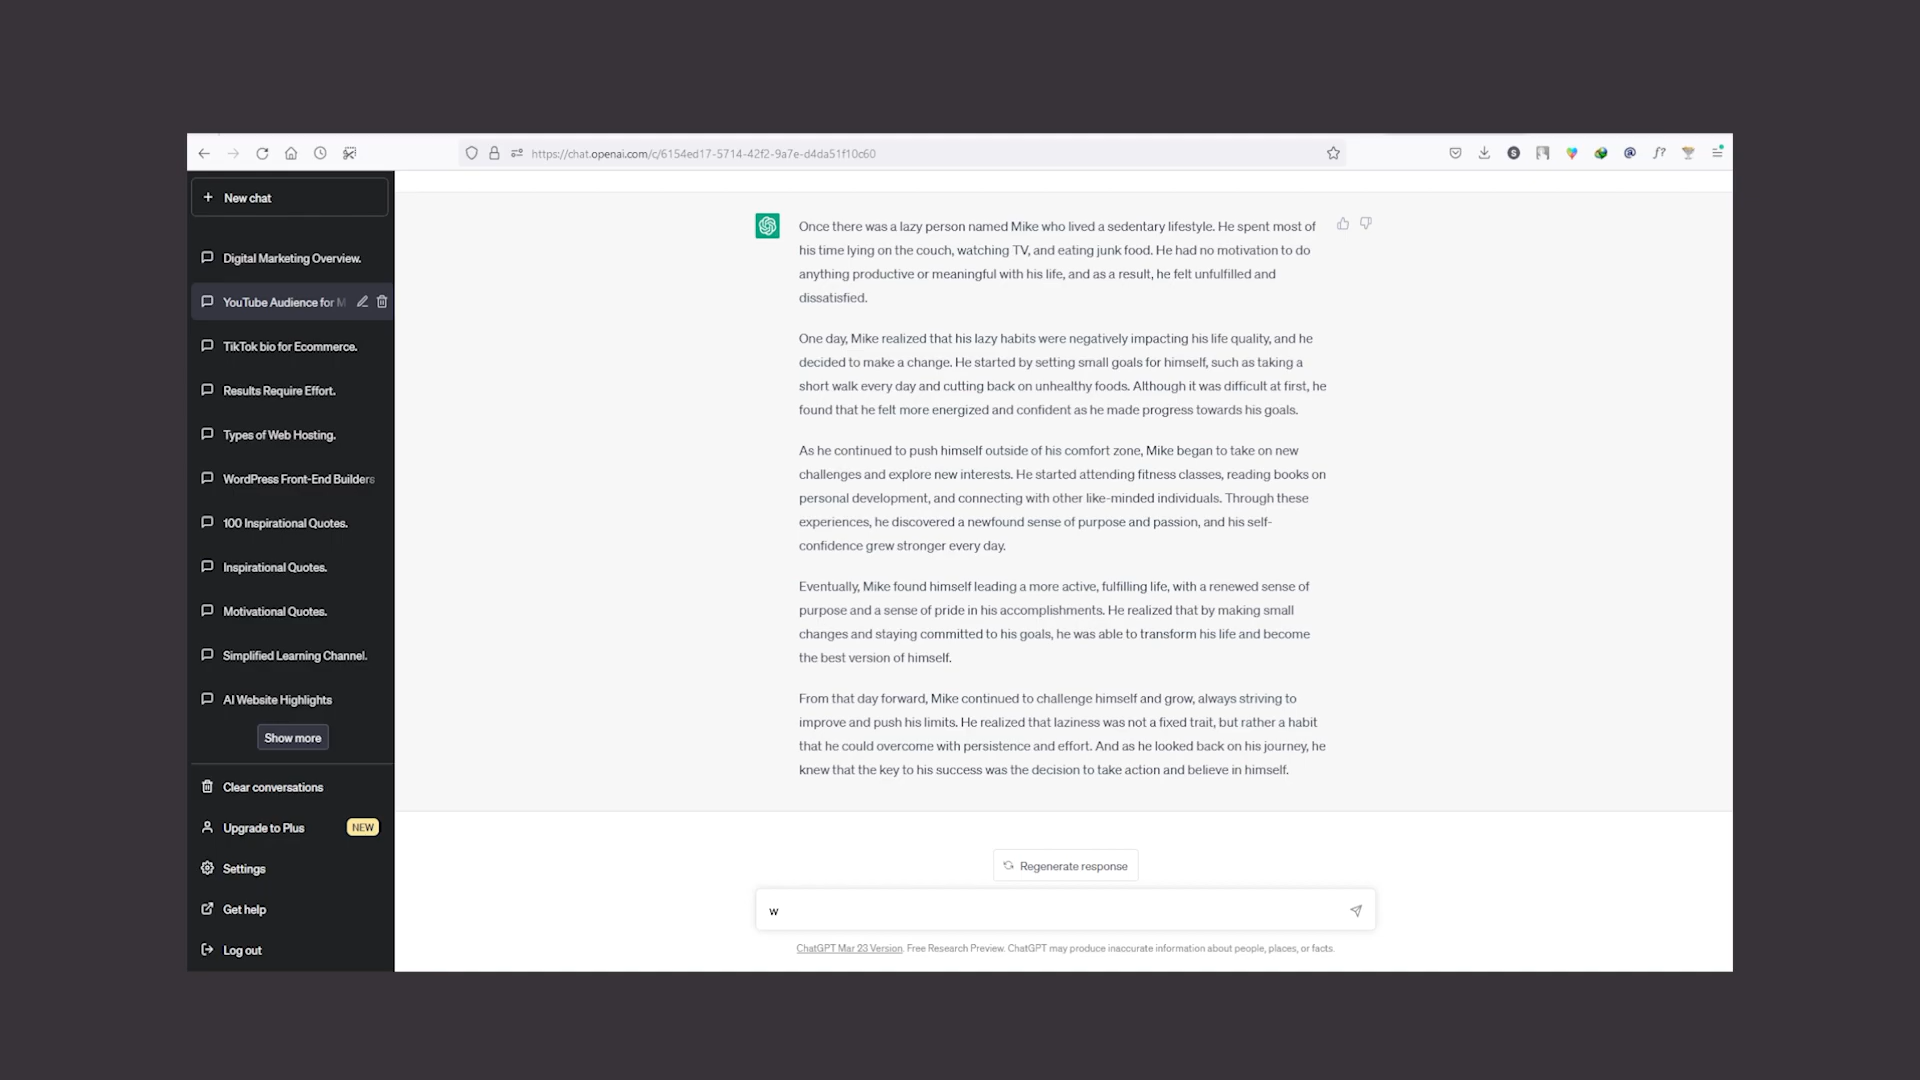 https://chat.openai.com/c/6154ed17-5714-42f2-9a7e-d4da51f10c60
New chat
Digital Marketing Overview.
YouTube Audience for M
TikTok bio for Ecommerce.
Results Require Effort.
Types of Web Hosting.
WordPress Front-End Builders
100 Inspirational Quotes.
Inspirational Quotes.
Motivational Quotes.
Simplified Learning Channel.
AI Website Highlights
Show more
Clear conversations
Upgrade to Plus NEW
Settings
Get help
Log out
Once there was a lazy person named Mike who lived a sedentary lifestyle. He spent most of
his time lying on the couch, watching TV, and eating junk food. He had no motivation to do
anything productive or meaningful with his life, and as a result, he felt unfulfilled and
dissatisfied.
One day, Mike realized that his lazy habits were negatively impacting his life quality, and he
decided to make a change. He started by setting small goals for himself, such as taking a
short walk every day and cutting back on unhealthy foods. Although it was difficult at first, he
found that he felt more energized and confident as he made progress towards his goals.
As he continued to push himself outside of his comfort zone, Mike began to take on new
challenges and explore new interests. He started attending fitness classes, reading books on
personal development, and connecting with other like-minded individuals. Through these
experiences, he discovered a newfound sense of purpose and passion, and his self-
confidence grew stronger every day.
Eventually, Mike found himself leading a more active, fulfilling life, with a renewed sense of
purpose and a sense of pride in his accomplishments. He realized that by making small
changes and staying committed to his goals, he was able to transform his life and become
the best version of himself.
From that day forward, Mike continued to challenge himself and grow, always striving to
improve and push his limits. He realized that laziness was not a fixed trait, but rather a habit
that he could overcome with persistence and effort. And as he looked back on his journey, he
knew that the key to his success was the decision to take action and believe in himself.
Regenerate response
w
ChatGPT Mar 23 Version. Free Research Preview. ChatGPT may produce inaccurate information about people, places, or facts.